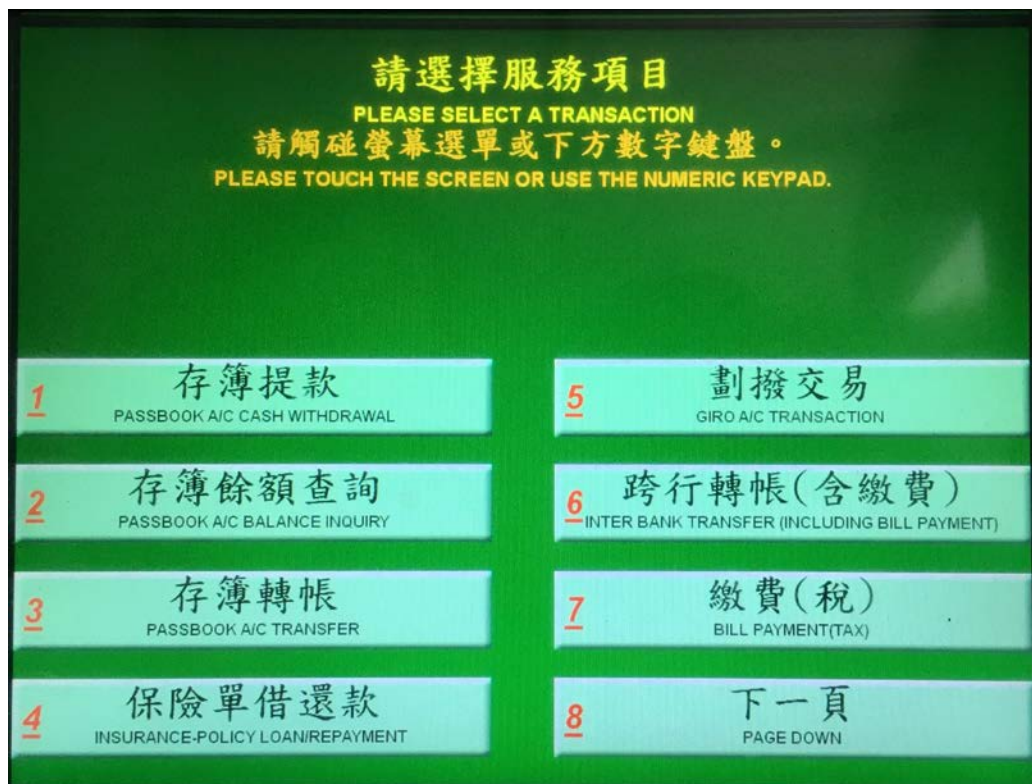 請選擇服務項目
PLEASE SELECT A TRANSACTION
請觸碰螢幕選單或下方數字鍵盤。
PLEASE TOUCH THE SCREEN OR USE THE NUMERIC KEYPAD.
1 存簿提款
PASSBOOK A/C CASH WITHDRAWAL
2 存簿餘額查詢
PASSBOOK A/C BALANCE INQUIRY
3 存簿轉帳
PASSBOOK A/C TRANSFER
4 保險單借還款
INSURANCE-POLICY LOAN/REPAYMENT
5 劃撥交易
GIRO A/C TRANSACTION
6 跨行轉帳(含繳費)
INTER BANK TRANSFER (INCLUDING BILL PAYMENT)
7 繳費(稅)
BILL PAYMENT(TAX)
8 下一頁
PAGE DOWN